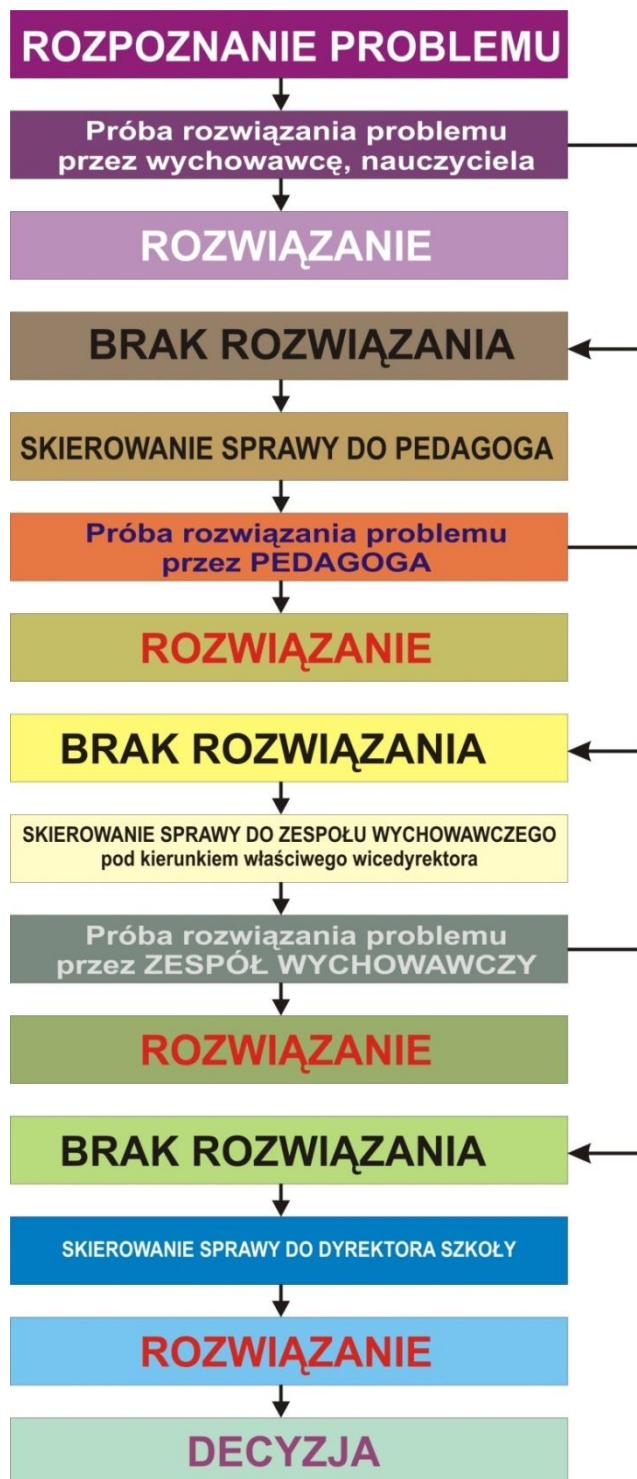 ROZPOZNANIE PROBLEMU
Próba rozwiązania problemu
przez wychowawcę, nauczyciela
ROZWIĄZANIE
BRAK ROZWIĄZANIA
SKIEROWANIE SPRAWY DO PEDAGOGA
Próba rozwiązania problemu
przez PEDAGOGA
ROZWIĄZANIE
BRAK ROZWIĄZANIA
SKIEROWANIE SPRAWY DO ZESPOŁU WYCHOWAWCZEGO
pod kierunkiem właściwego wicedyrektora
Próba rozwiązania problemu
przez ZESPÓŁ WYCHOWAWCZY
ROZWIĄZANIE
BRAK ROZWIĄZANIA
SKIEROWANIE SPRAWY DO DYREKTORA SZKOŁY
ROZWIĄZANIE
DECYZJA